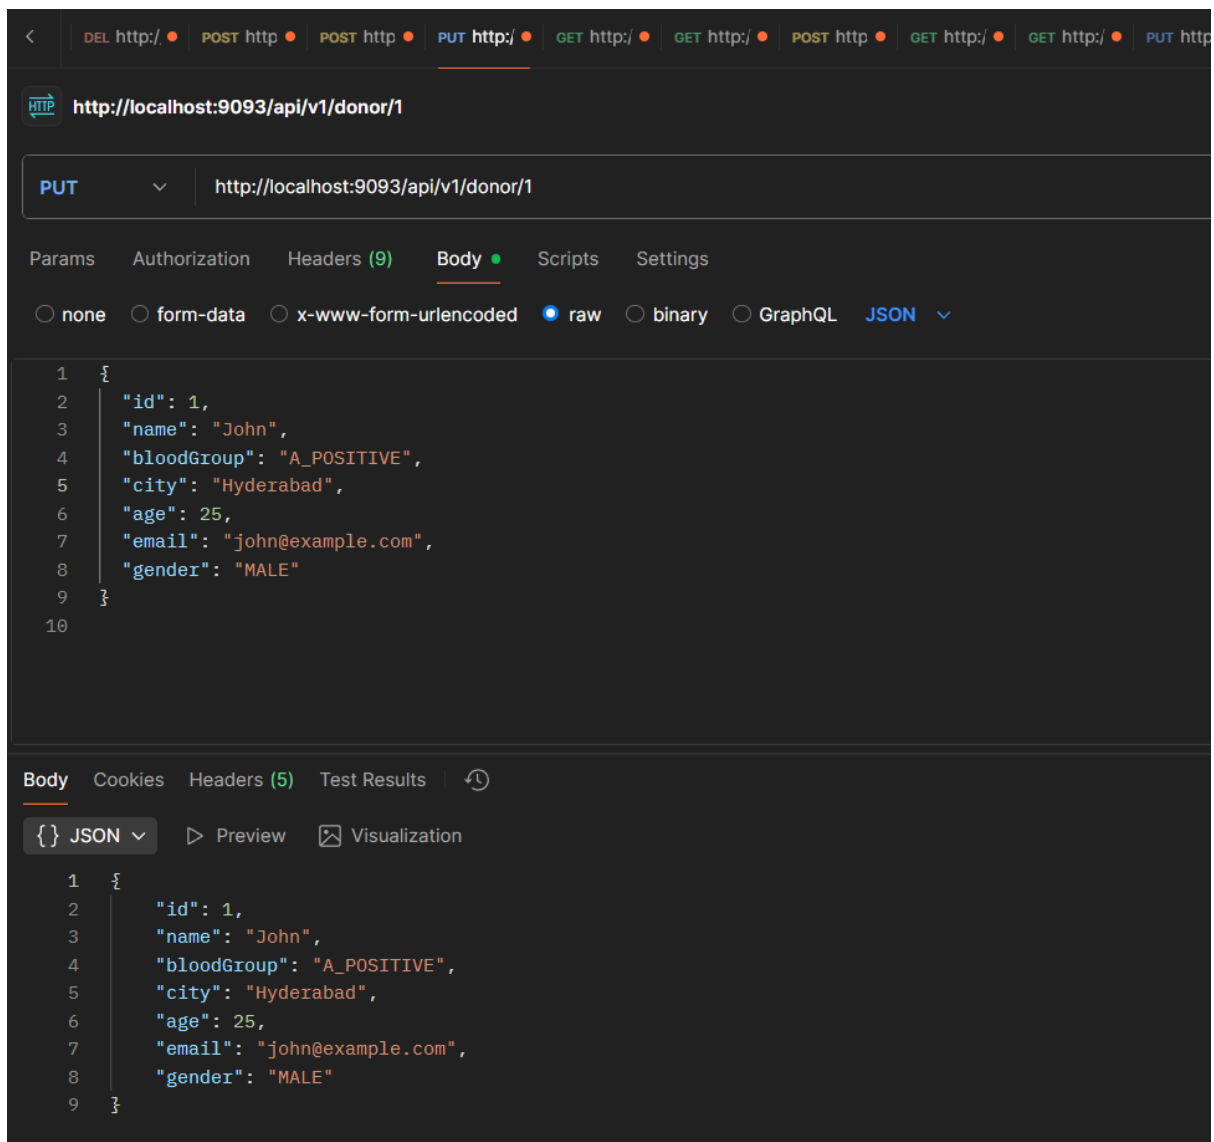 DEL http:/
POST http
POST http
PUT http:/
GET http:/
GET http:/
POST http
GET http:/
GET http:/
PUT http
HTTP http://localhost:9093/api/v1/donor/1
PUT http://localhost:9093/api/v1/donor/1
Params Authorization Headers (9) Body Scripts Settings
none form-data x-www-form-urlencoded raw binary GraphQL JSON
1 {
2 "id": 1,
3 "name": "John",
4 "bloodGroup": "A_POSITIVE",
5 "city": "Hyderabad",
6 "age": 25,
7 "email": "john@example.com",
8 "gender": "MALE"
9 }
10
Body Cookies Headers (5) Test Results
{} JSON Preview Visualization
1 {
2 "id": 1,
3 "name": "John",
4 "bloodGroup": "A_POSITIVE",
5 "city": "Hyderabad",
6 "age": 25,
7 "email": "john@example.com",
8 "gender": "MALE"
9 }